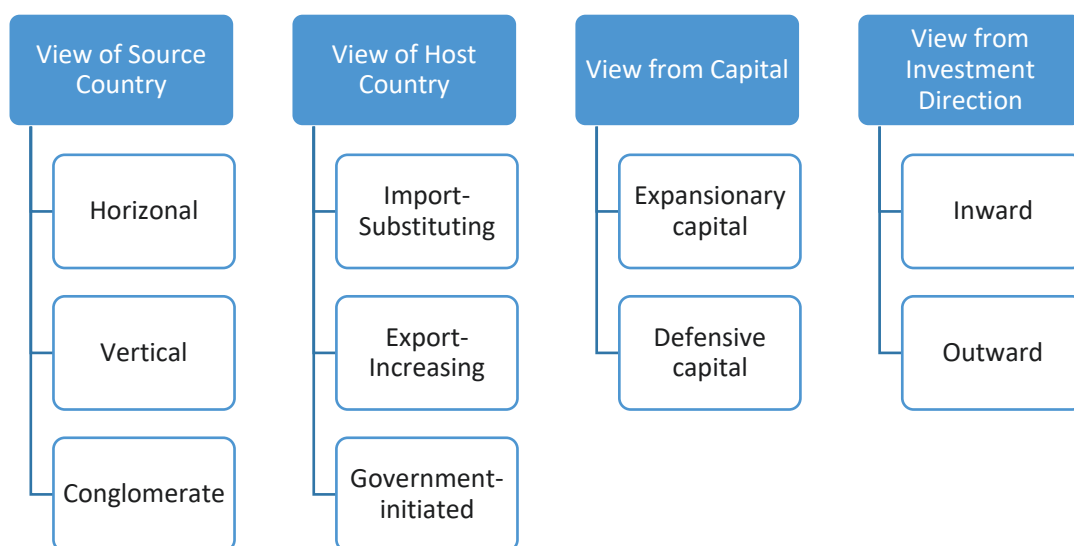 View of Source
Country
Horizonal
Vertical
Conglomerate
View of Host
Country
Import-
Substituting
Export-
Increasing
Government-
initiated
View from Capital
Expansionary
capital
Defensive
capital
View from
Investment
Direction
Inward
Outward